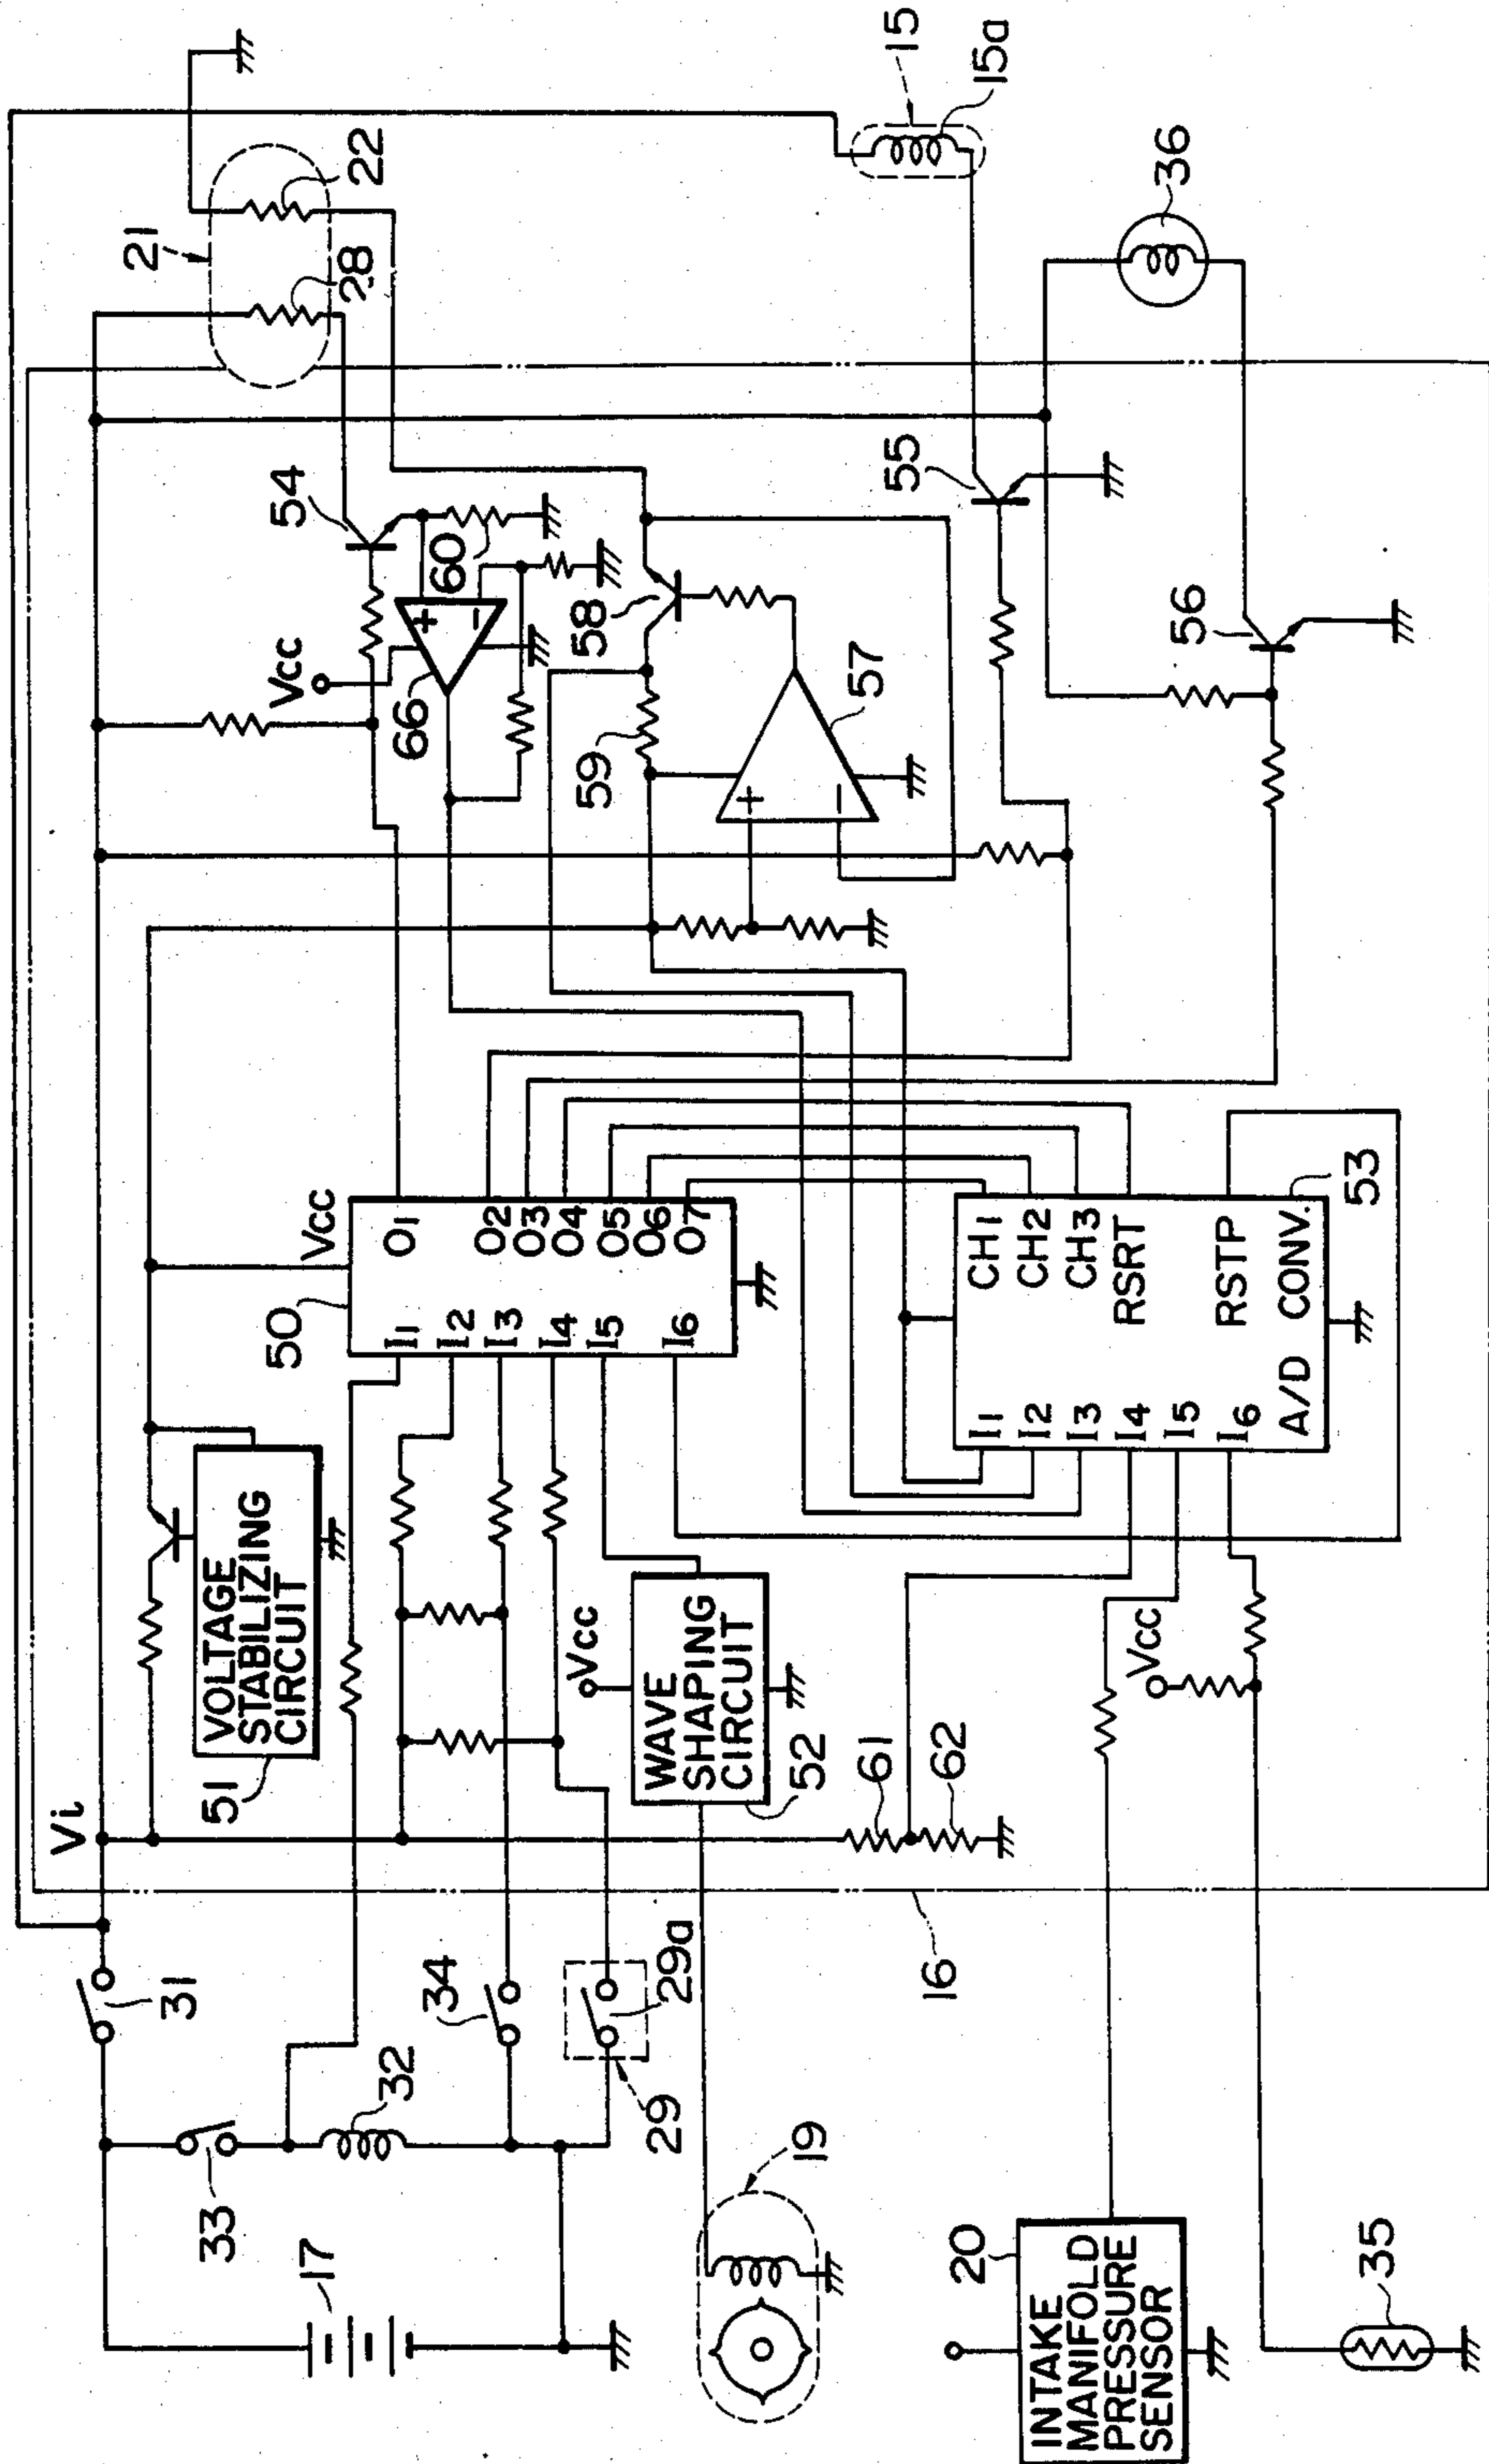 Vi
31
33
32
17
34
29a
29
19
20
INTAKE
MANIFOLD
PRESSURE
SENSOR
35
16
51
VOLTAGE
STABILIZING
CIRCUIT
Vcc
WAVE
SHAPING
CIRCUIT
52
61
62
Vcc
50
Vcc
I1
I2
I3
I4
I5
I6
O1
O2
O3
O4
O5
O6
O7
I1
I2
I3
I4
I5
I6
CH1
CH2
CH3
RSRT
RSTP
A/D CONV.
53
Vcc
66
+
−
60
54
58
59
57
+
−
55
56
21
28
22
15
15a
36